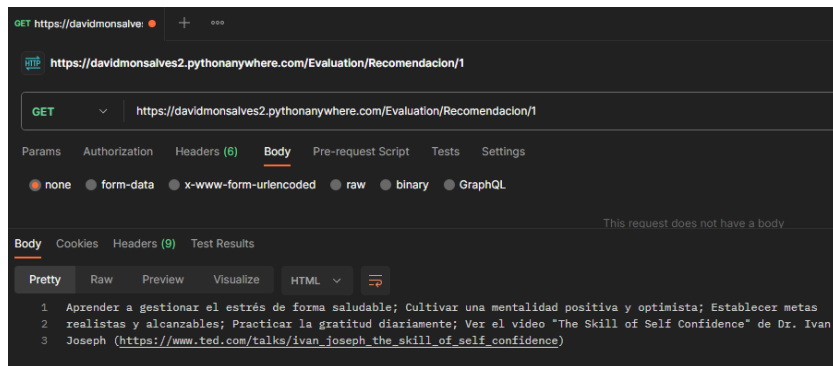 GET https://davidmonsalve: + ooo
HTTP https://davidmonsalves2.pythonanywhere.com/Evaluation/Recomendacion/1
GET https://davidmonsalves2.pythonanywhere.com/Evaluation/Recomendacion/1
Params Authorization Headers (6) Body Pre-request Script Tests Settings
none form-data x-www-form-urlencoded raw binary GraphQL
This request does not have a body
Body Cookies Headers (9) Test Results
Pretty Raw Preview Visualize HTML
1 Aprender a gestionar el estrés de forma saludable; Cultivar una mentalidad positiva y optimista; Establecer metas
2 realistas y alcanzables; Practicar la gratitud diariamente; Ver el video "The Skill of Self Confidence" de Dr. Ivan
3 Joseph (https://www.ted.com/talks/ivan_joseph_the_skill_of_self_confidence)